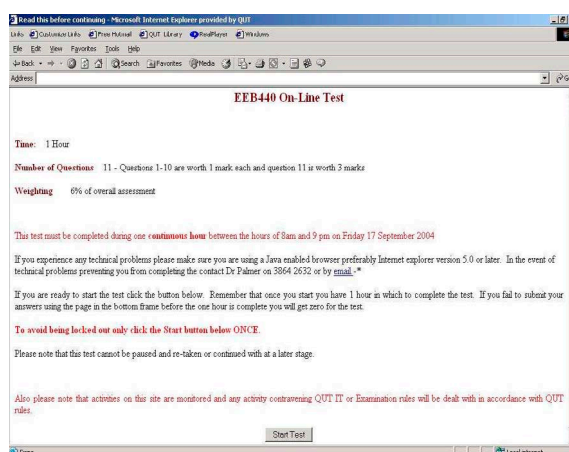 Read this before continuing - Microsoft Internet Explorer provided by QUT
Links Customize Links Free Hotmail QUT Library RealPlayer Windows
File Edit View Favorites Tools Help
Back Search Favorites Media
Address
EEB440 On-Line Test
Time: 1 Hour
Number of Questions 11 - Questions 1-10 are worth 1 mark each and question 11 is worth 3 marks
Weighting 6% of overall assessment
This test must be completed during one continuous hour between the hours of 8am and 9 pm on Friday 17 September 2004
If you experience any technical problems please make sure you are using a Java enabled browser preferably Internet explorer version 5.0 or later. In the event of
technical problems preventing you from completing the contact Dr Palmer on 3864 2632 or by email -*
If you are ready to start the test click the button below. Remember that once you start you have 1 hour in which to complete the test. If you fail to submit your
answers using the page in the bottom frame before the one hour is complete you will get zero for the test.
To avoid being locked out only click the Start button below ONCE.
Please note that this test cannot be paused and re-taken or continued with at a later stage.
Also please note that activities on this site are monitored and any activity contravening QUT IT or Examination rules will be dealt with in accordance with QUT
rules.
Start Test